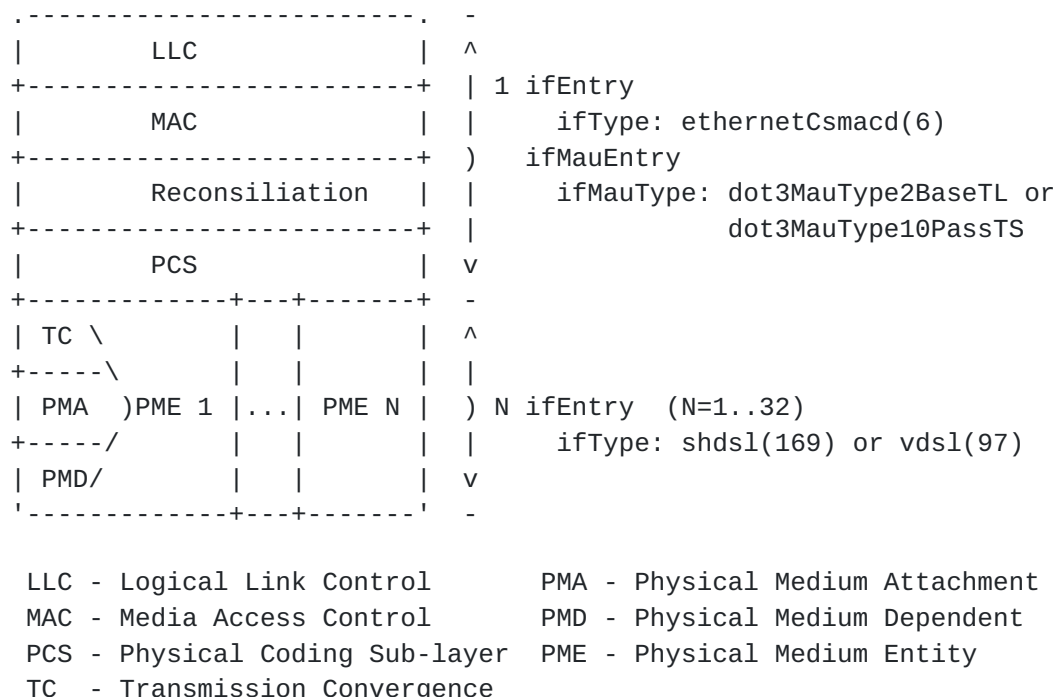 .-------------------------.  -
|        LLC              |  ^
+-------------------------+  | 1 ifEntry
|        MAC              |  |     ifType: ethernetCsmacd(6)
+-------------------------+  )   ifMauEntry
|        Reconsiliation   |  |     ifMauType: dot3MauType2BaseTL or
+-------------------------+  |                dot3MauType10PassTS
|        PCS              |  v
+-------------+---+-------+  -
| TC \        |   |       |  ^
+-----\       |   |       |  |
| PMA  )PME 1 |...| PME N |  ) N ifEntry  (N=1..32)
+-----/       |   |       |  |     ifType: shdsl(169) or vdsl(97)
| PMD/        |   |       |  v
'-------------+---+-------'  -
LLC - Logical Link Control       PMA - Physical Medium Attachment
MAC - Media Access Control       PMD - Physical Medium Dependent
PCS - Physical Coding Sub-layer  PME - Physical Medium Entity
TC  - Transmission Convergence